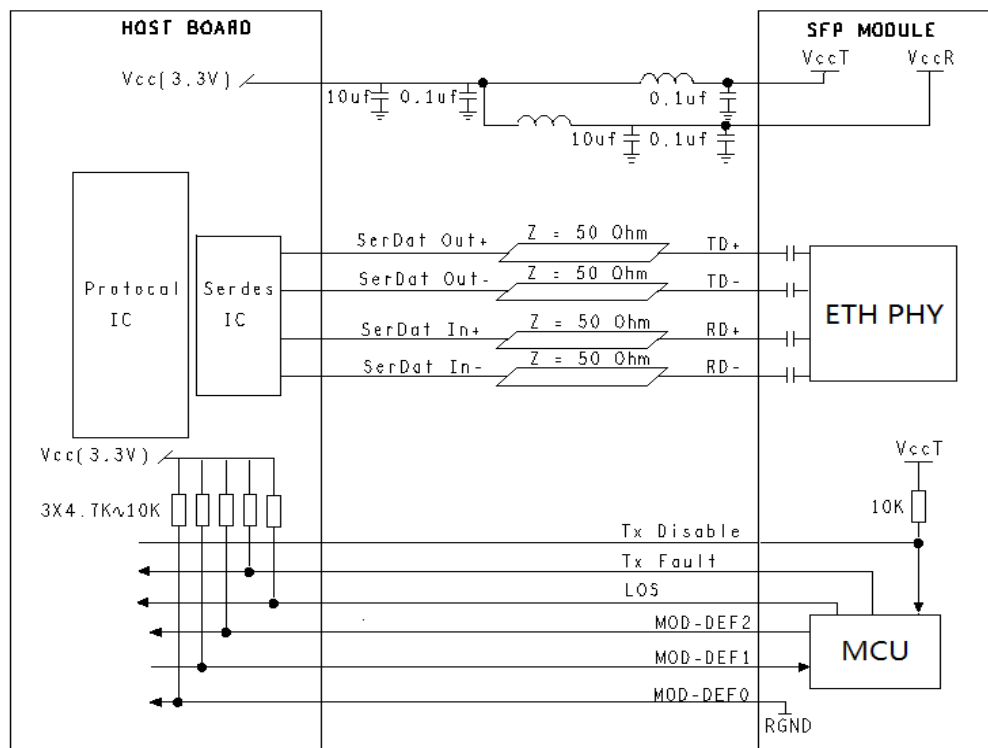 HOST BOARD
SFP MODULE
VccT
VccR
Vcc(3.3V)
10uf
0.1uf
0.1uf
10uf
0.1uf
Protocal
IC
Serdes
IC
SerDat Out+
Z = 50 Ohm
TD+
SerDat Out-
Z = 50 Ohm
TD-
SerDat In+
Z = 50 Ohm
RD+
SerDat In-
Z = 50 Ohm
RD-
ETH PHY
Vcc(3.3V)
3X4.7K∿10K
VccT
10K
Tx Disable
Tx Fault
LOS
MOD-DEF2
MOD-DEF1
MOD-DEF0
MCU
RGND